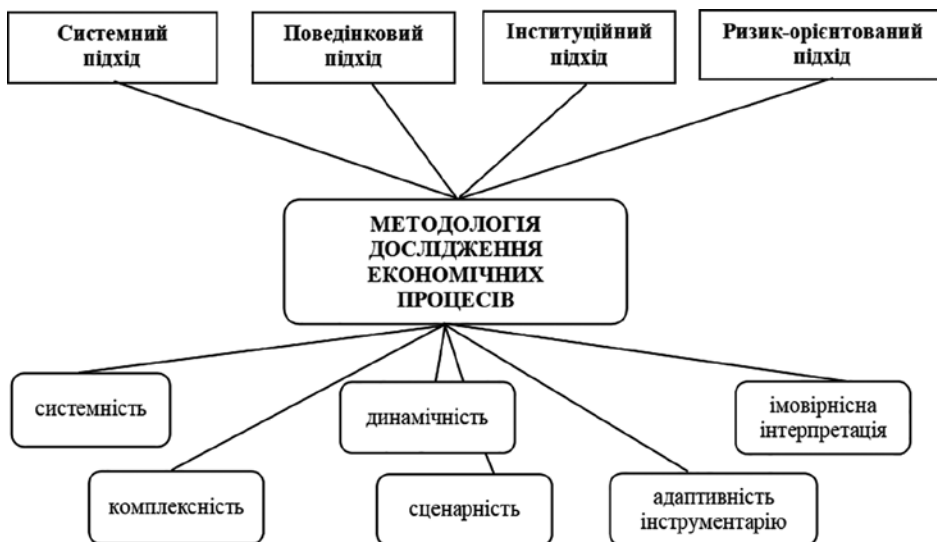 Системний
підхід
Поведінковий
підхід
Інституційний
підхід
Ризик-орієнтований
підхід
МЕТОДОЛОГІЯ
ДОСЛІДЖЕННЯ
ЕКОНОМІЧНИХ
ПРОЦЕСІВ
системність
динамічність
імовірнісна
інтерпретація
комплексність
сценарність
адаптивність
інструментарію